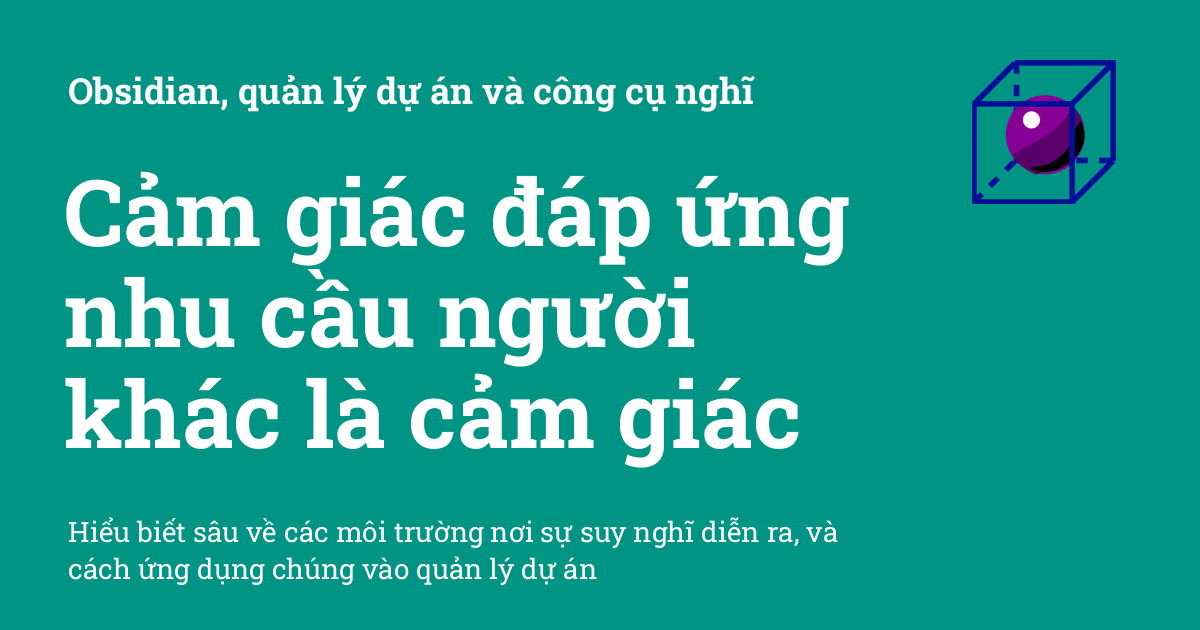 Obsidian, quản lý dự án và công cụ nghĩ
Cảm giác đáp ứng
nhu cầu người
khác là cảm giác
Hiểu biết sâu về các môi trường nơi sự suy nghĩ diễn ra, và
cách ứng dụng chúng vào quản lý dự án